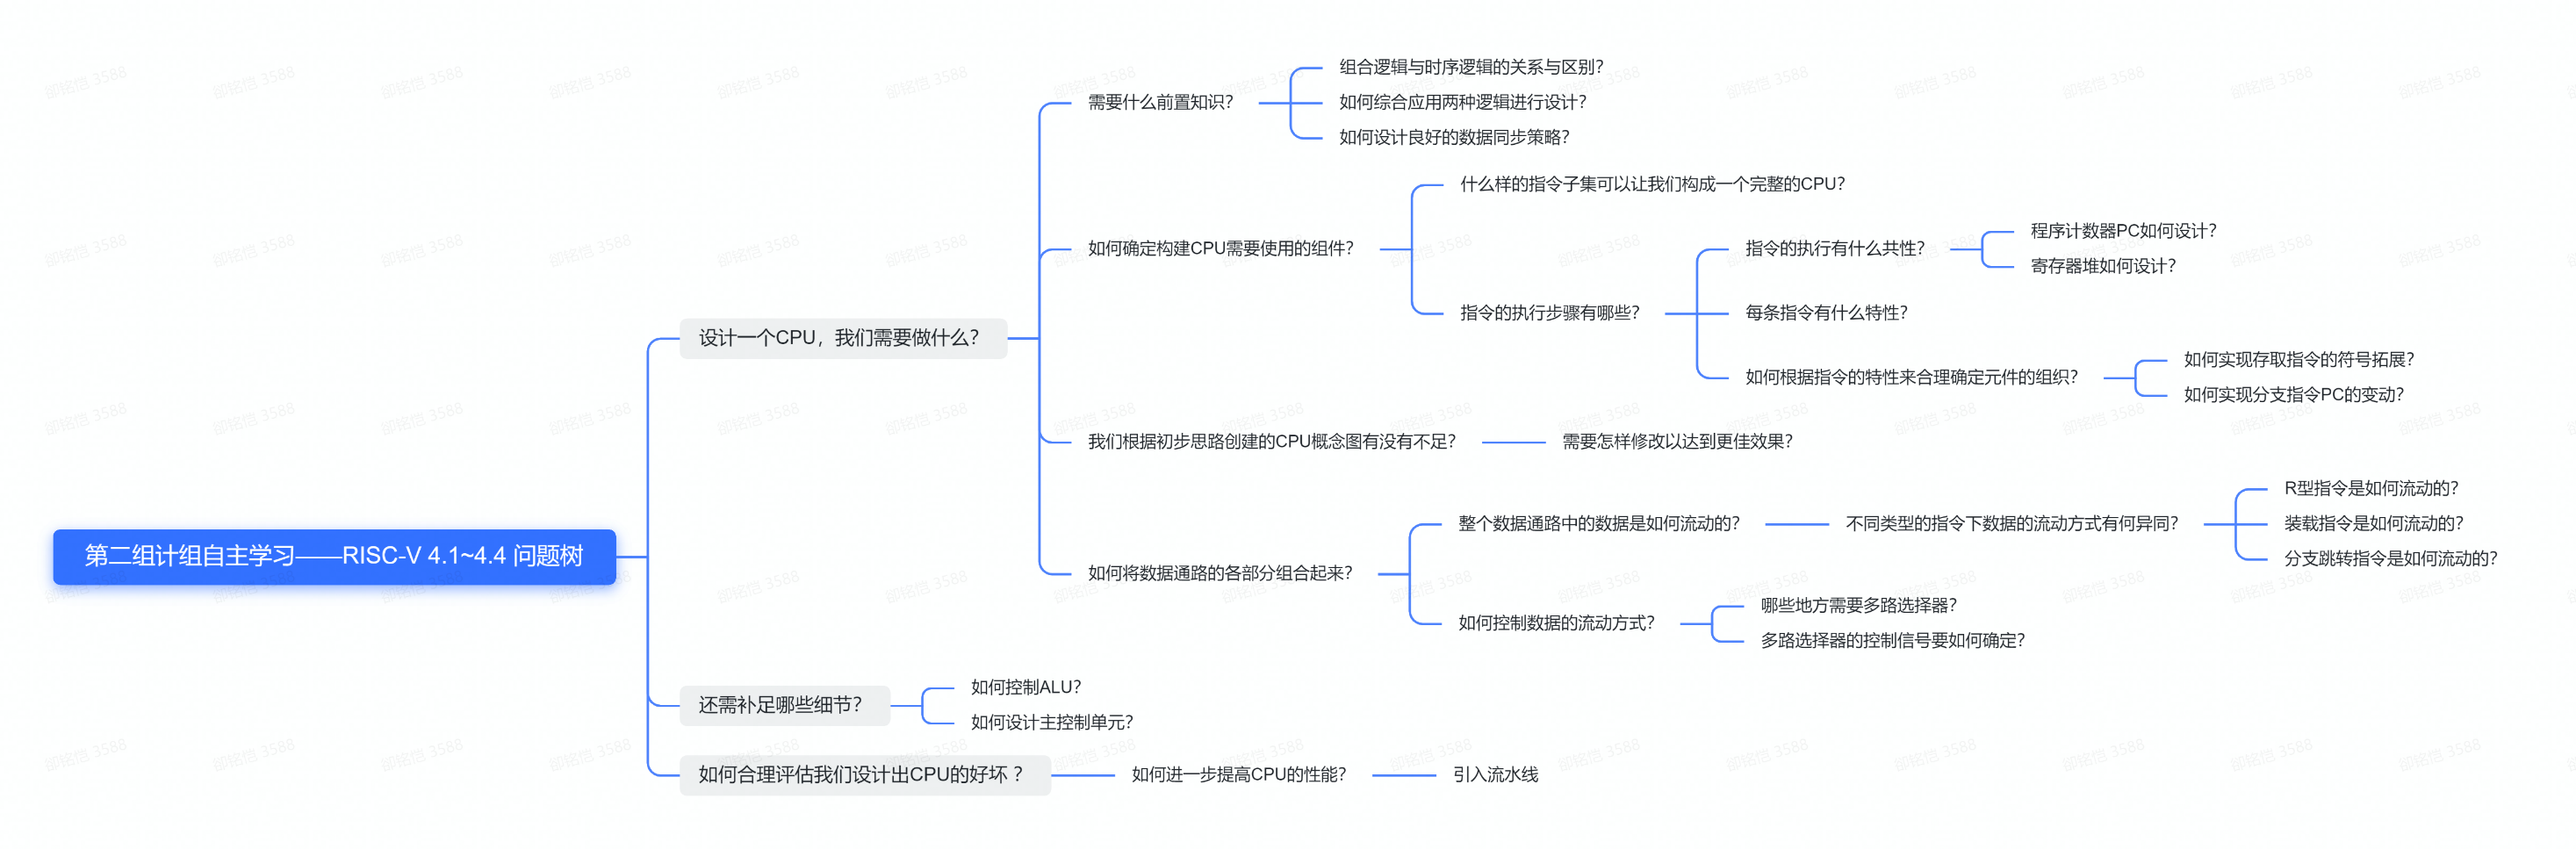 第二组计组自主学习——RISC-V 4.1~4.4 问题树
设计一个CPU，我们需要做什么？
需要什么前置知识？
组合逻辑与时序逻辑的关系与区别？
如何综合应用两种逻辑进行设计？
如何设计良好的数据同步策略？
如何确定构建CPU需要使用的组件？
什么样的指令子集可以让我们构成一个完整的CPU？
指令的执行步骤有哪些？
指令的执行有什么共性？
程序计数器PC如何设计？
寄存器堆如何设计？
每条指令有什么特性？
如何根据指令的特性来合理确定元件的组织？
如何实现存取指令的符号拓展？
如何实现分支指令PC的变动？
我们根据初步思路创建的CPU概念图有没有不足？
需要怎样修改以达到更佳效果？
如何将数据通路的各部分组合起来？
整个数据通路中的数据是如何流动的？
不同类型的指令下数据的流动方式有何异同？
R型指令是如何流动的？
装载指令是如何流动的？
分支跳转指令是如何流动的？
如何控制数据的流动方式？
哪些地方需要多路选择器？
多路选择器的控制信号要如何确定？
还需补足哪些细节？
如何控制ALU？
如何设计主控制单元？
如何合理评估我们设计出CPU的好坏 ？
如何进一步提高CPU的性能？
引入流水线